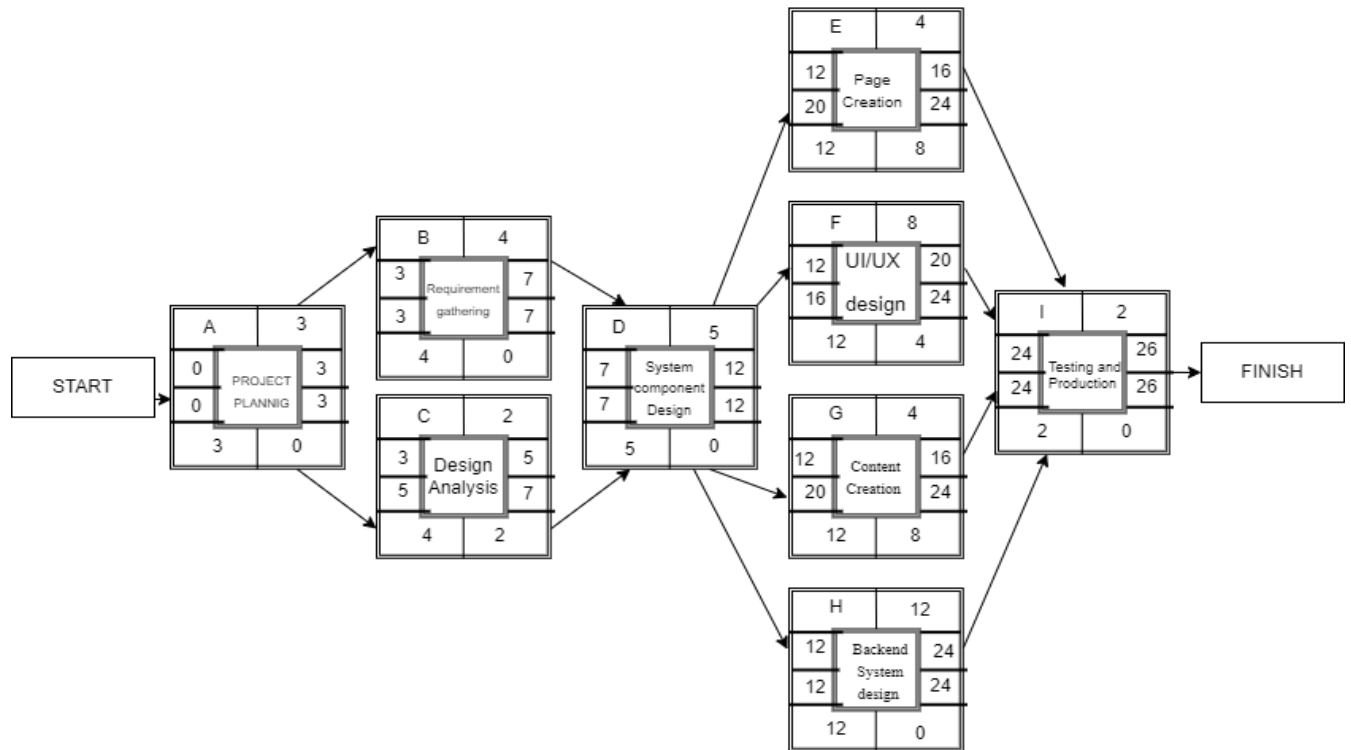 START
A 3
0 3
PROJECT
PLANNIG
0 3
3 0
B 4
3 7
Requirement
gathering
3 7
4 0
C 2
3 5
Design
Analysis
5 7
4 2
D 5
7 12
System
component
Design
7 12
5 0
E 4
12 16
Page
Creation
20 24
12 8
F 8
12 20
UI/UX
design
16 24
12 4
G 4
12 16
Content
Creation
20 24
12 8
H 12
12 24
Backend
System
design
12 24
12 0
I 2
24 26
Testing and
Production
24 26
2 0
FINISH